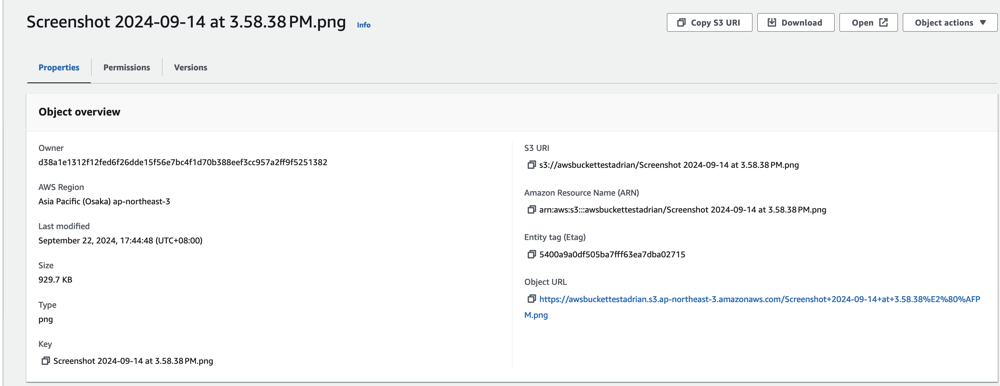 Screenshot 2024-09-14 at 3.58.38 PM.png Info
Copy S3 URI
Download
Open
Object actions
Properties
Permissions
Versions
Object overview
Owner
d38a1e1312f12fed6f26dde15f56e7bc4f1d70b388eef3cc957a2ff9f5251382
AWS Region
Asia Pacific (Osaka) ap-northeast-3
Last modified
September 22, 2024, 17:44:48 (UTC+08:00)
Size
929.7 KB
Type
png
Key
Screenshot 2024-09-14 at 3.58.38 PM.png
S3 URI
s3://awsbuckettestadrian/Screenshot 2024-09-14 at 3.58.38 PM.png
Amazon Resource Name (ARN)
arn:aws:s3:::awsbuckettestadrian/Screenshot 2024-09-14 at 3.58.38 PM.png
Entity tag (Etag)
5400a9a0df505ba7fff63ea7dba02715
Object URL
https://awsbuckettestadrian.s3.ap-northeast-3.amazonaws.com/Screenshot+2024-09-14+at+3.58.38%E2%80%AFP
M.png